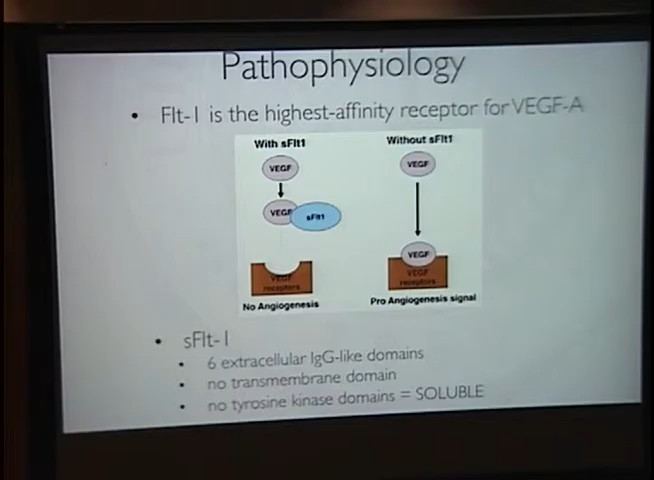 Pathophysiology
• Flt-1 is the highest-affinity receptor for VEGF-A
With sFlt1
Without sFlt1
VEGF
VEGF
VEGF
sFlt1
VEGF
VEGF
receptors
VEGF
receptors
No Angiogenesis
Pro Angiogenesis signal
• sFlt-1
• 6 extracellular IgG-like domains
• no transmembrane domain
• no tyrosine kinase domains = SOLUBLE